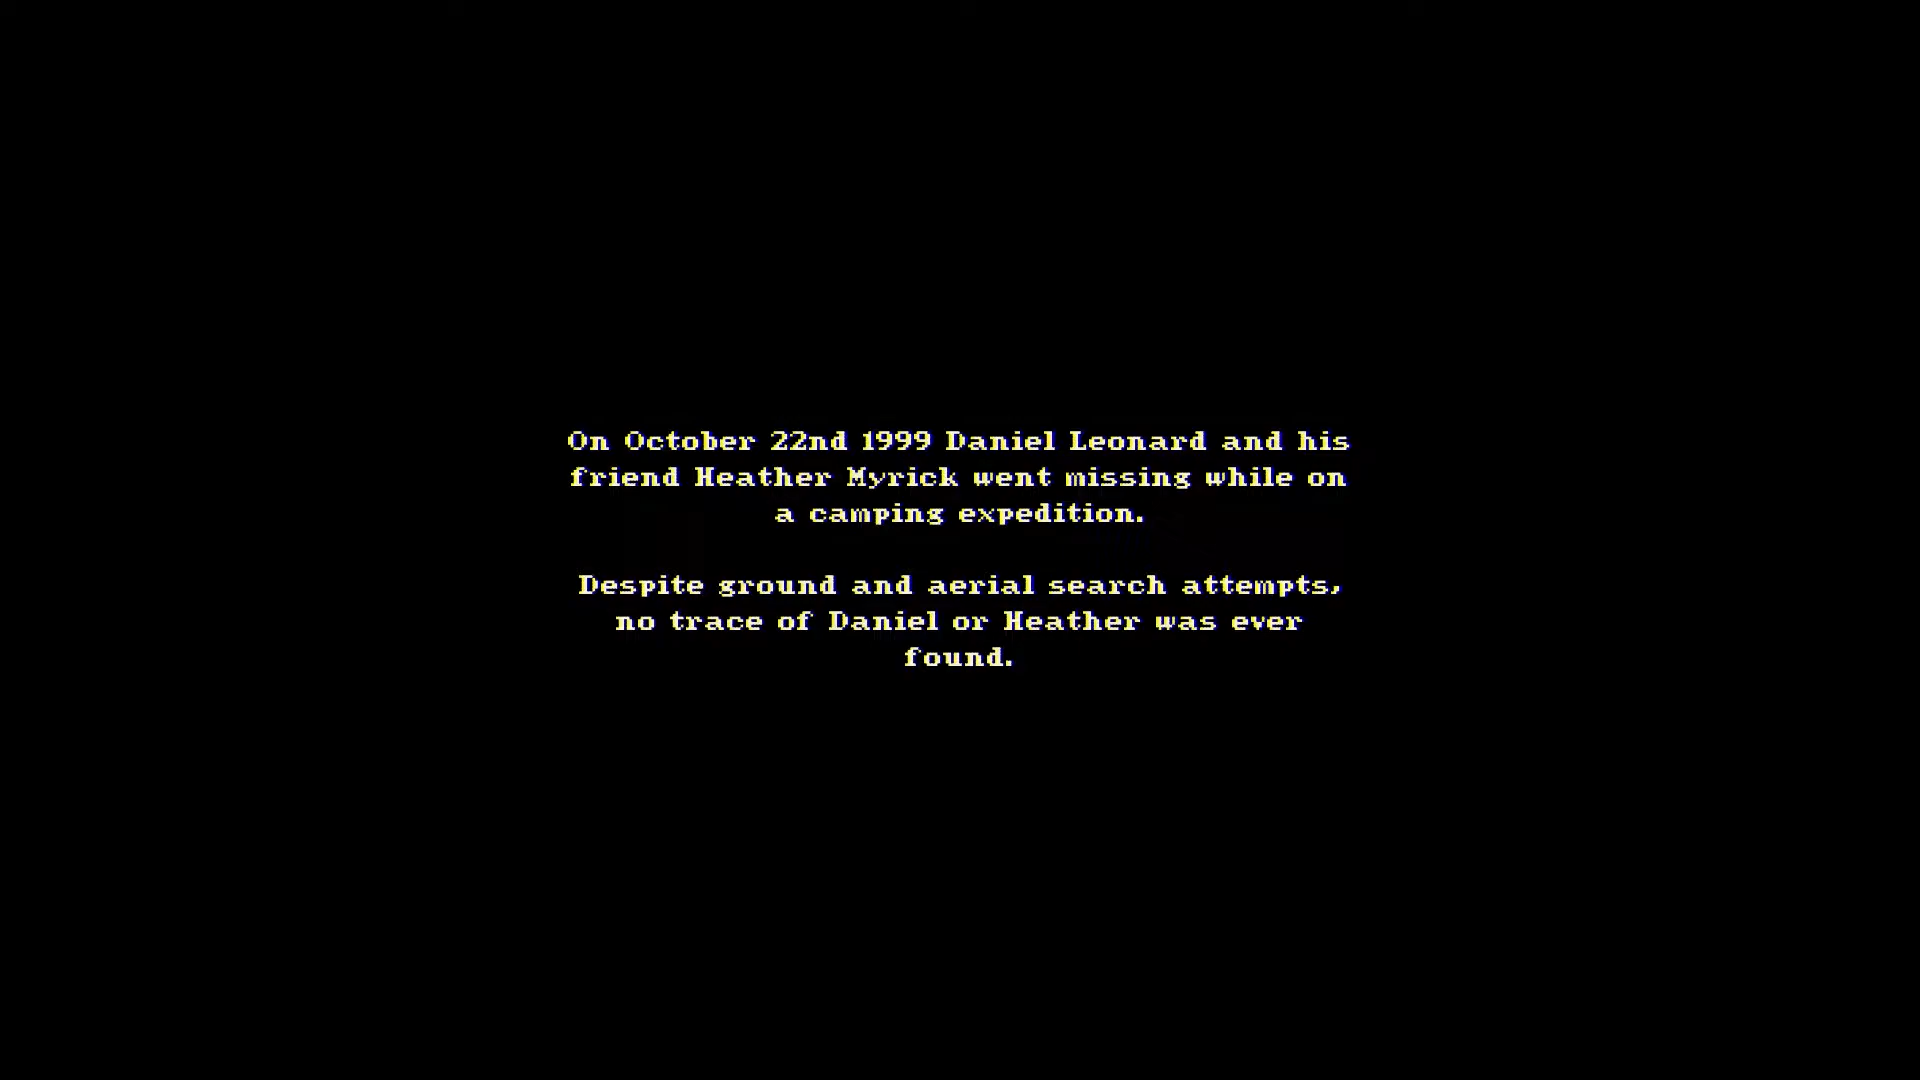 On October 22nd 1999 Daniel Leonard and his
friend Heather Myrick went missing while on
a camping expedition.
Despite ground and aerial search attempts,
no trace of Daniel or Heather was ever
found.